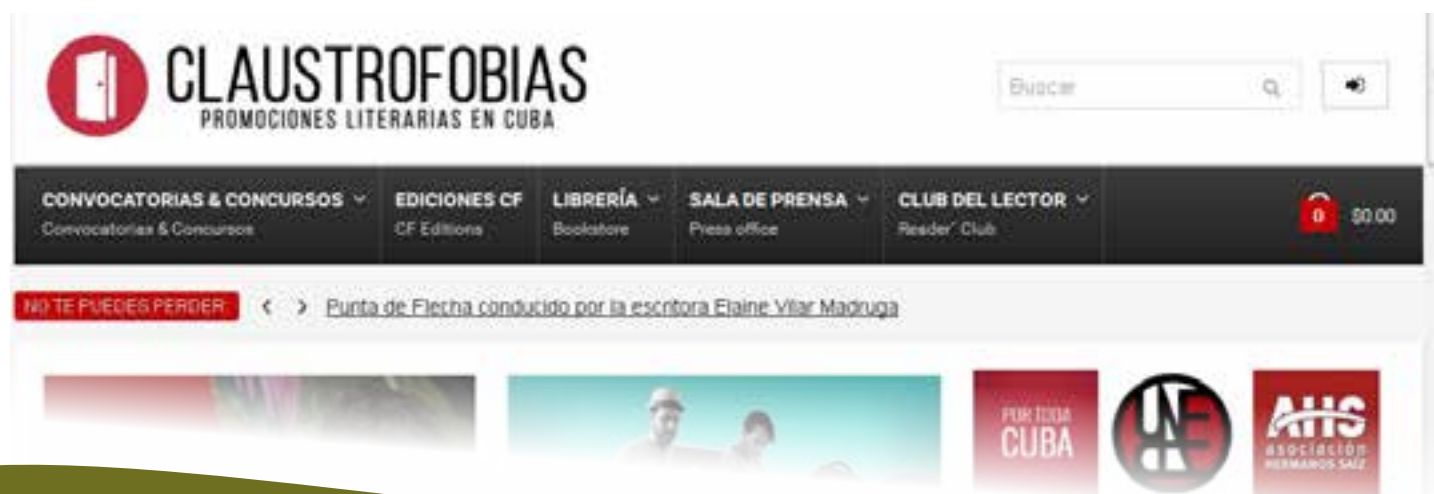 CLAUSTROFOBIAS
PROMOCIONES LITERARIAS EN CUBA
Buscar
CONVOCATORIAS & CONCURSOS
Convocatorias & Concursos
EDICIONES CF
CF Editions
LIBRERÍA
Bookstore
SALA DE PRENSA
Press office
CLUB DEL LECTOR
Reader' Club
0 $0.00
NO TE PUEDES PERDER
Punta de Flecha conducido por la escritora Elaine Vilar Madruga
POR TODA
CUBA
AHS
asociación
HERMANOS SAÍZ